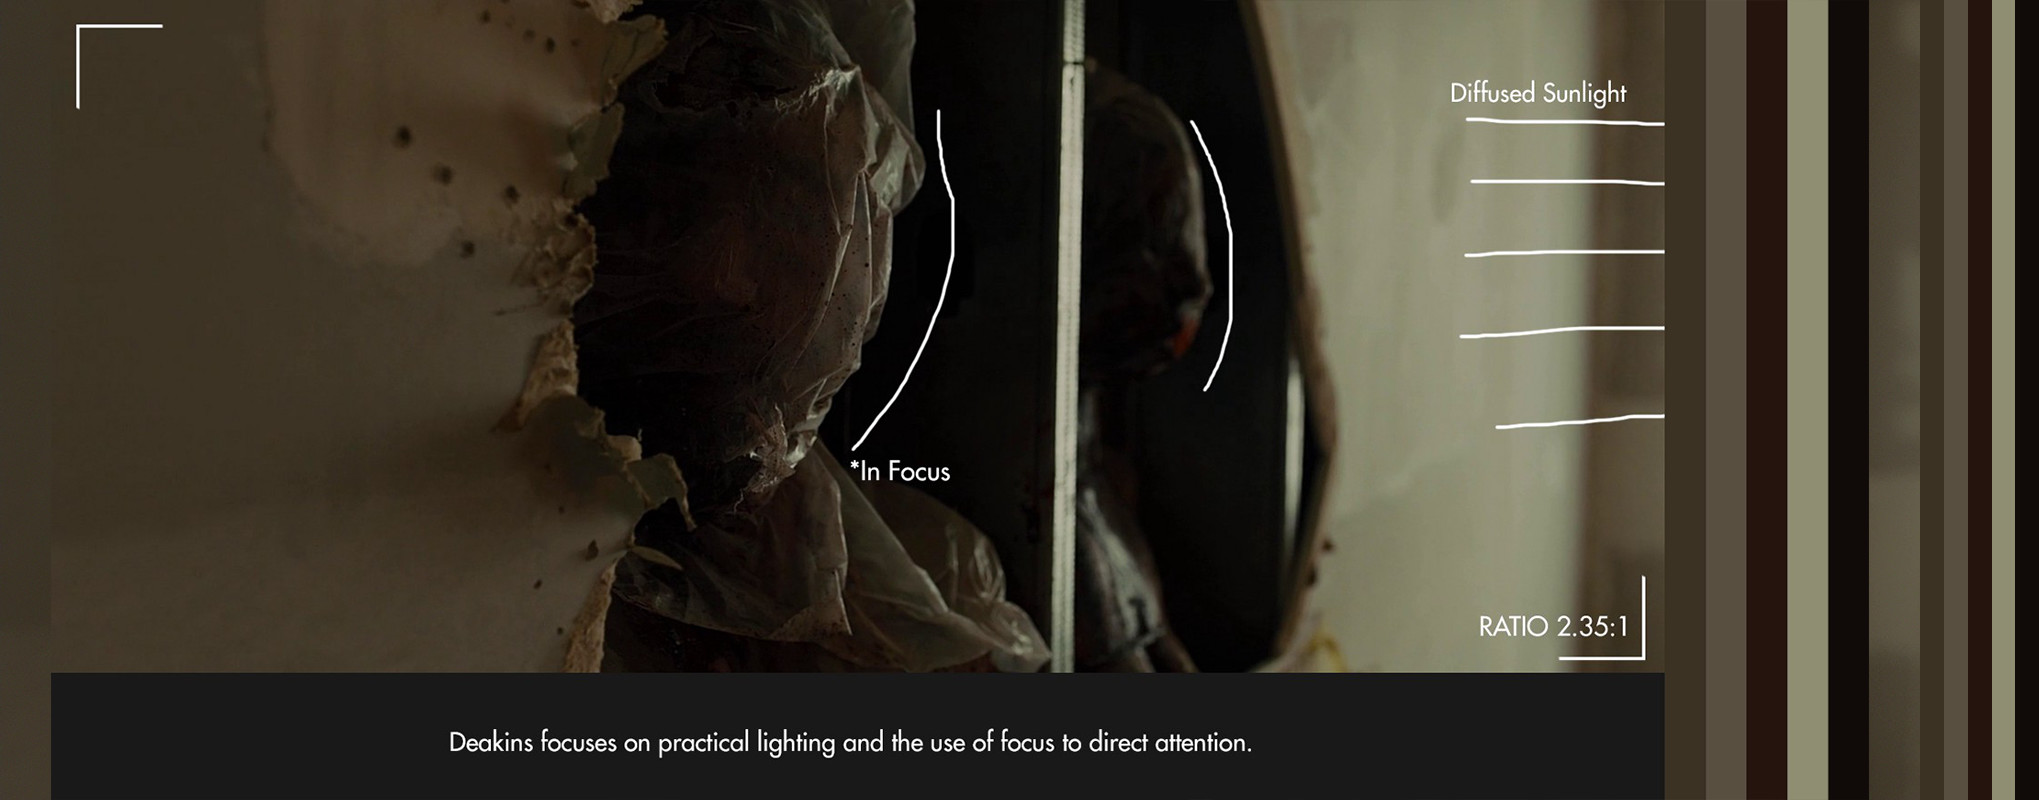 Diffused Sunlight
*In Focus
RATIO 2.35:1
Deakins focuses on practical lighting and the use of focus to direct attention.